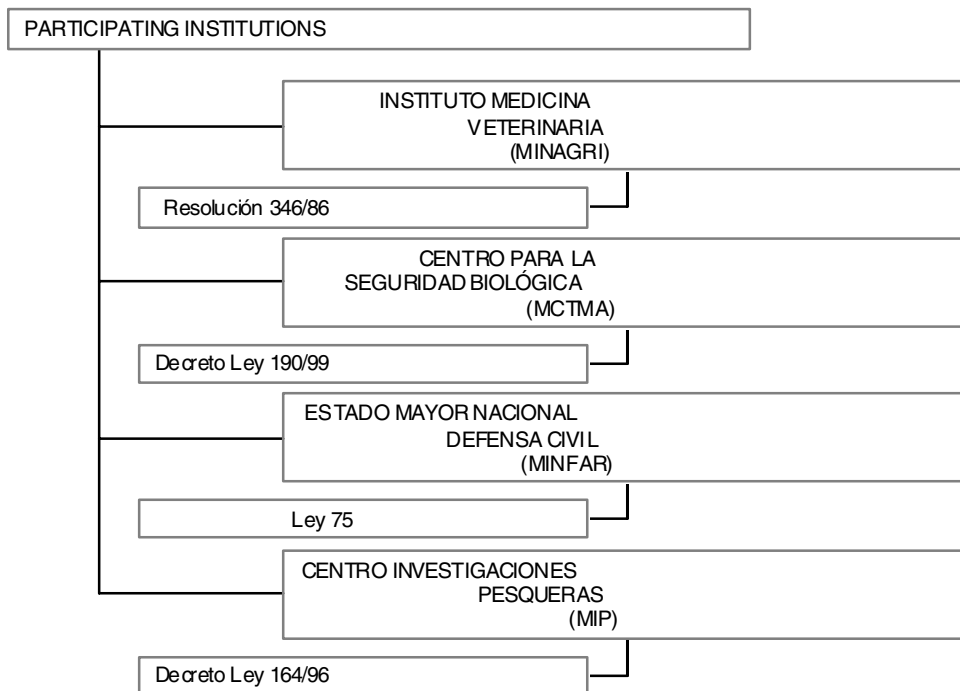 PARTICIPATING INSTITUTIONS
INSTITUTO MEDICINA
VETERINARIA
(MINAGRI)
Resolución 346/86
CENTRO PARA LA
SEGURIDAD BIOLÓGICA
(MCTMA)
Decreto Ley 190/99
ESTADO MAYOR NACIONAL
DEFENSA CIVIL
(MINFAR)
Ley 75
CENTRO INVESTIGACIONES
PESQUERAS
(MIP)
Decreto Ley 164/96